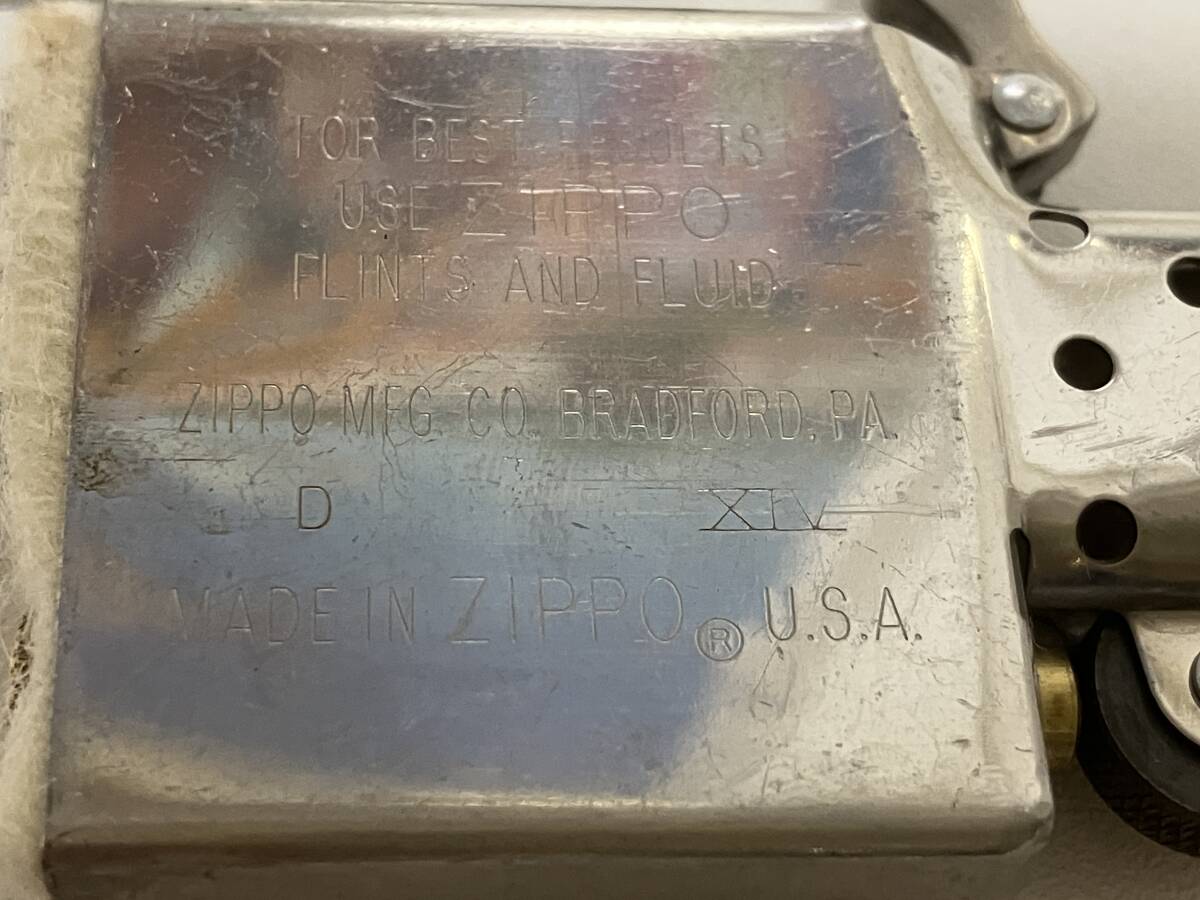 FOR BEST RESULTS
USE ZIPPO
FLINTS AND FLUID
ZIPPO MFG. CO. BRADFORD, PA.
D XIV
MADE IN ZIPPO® U.S.A.